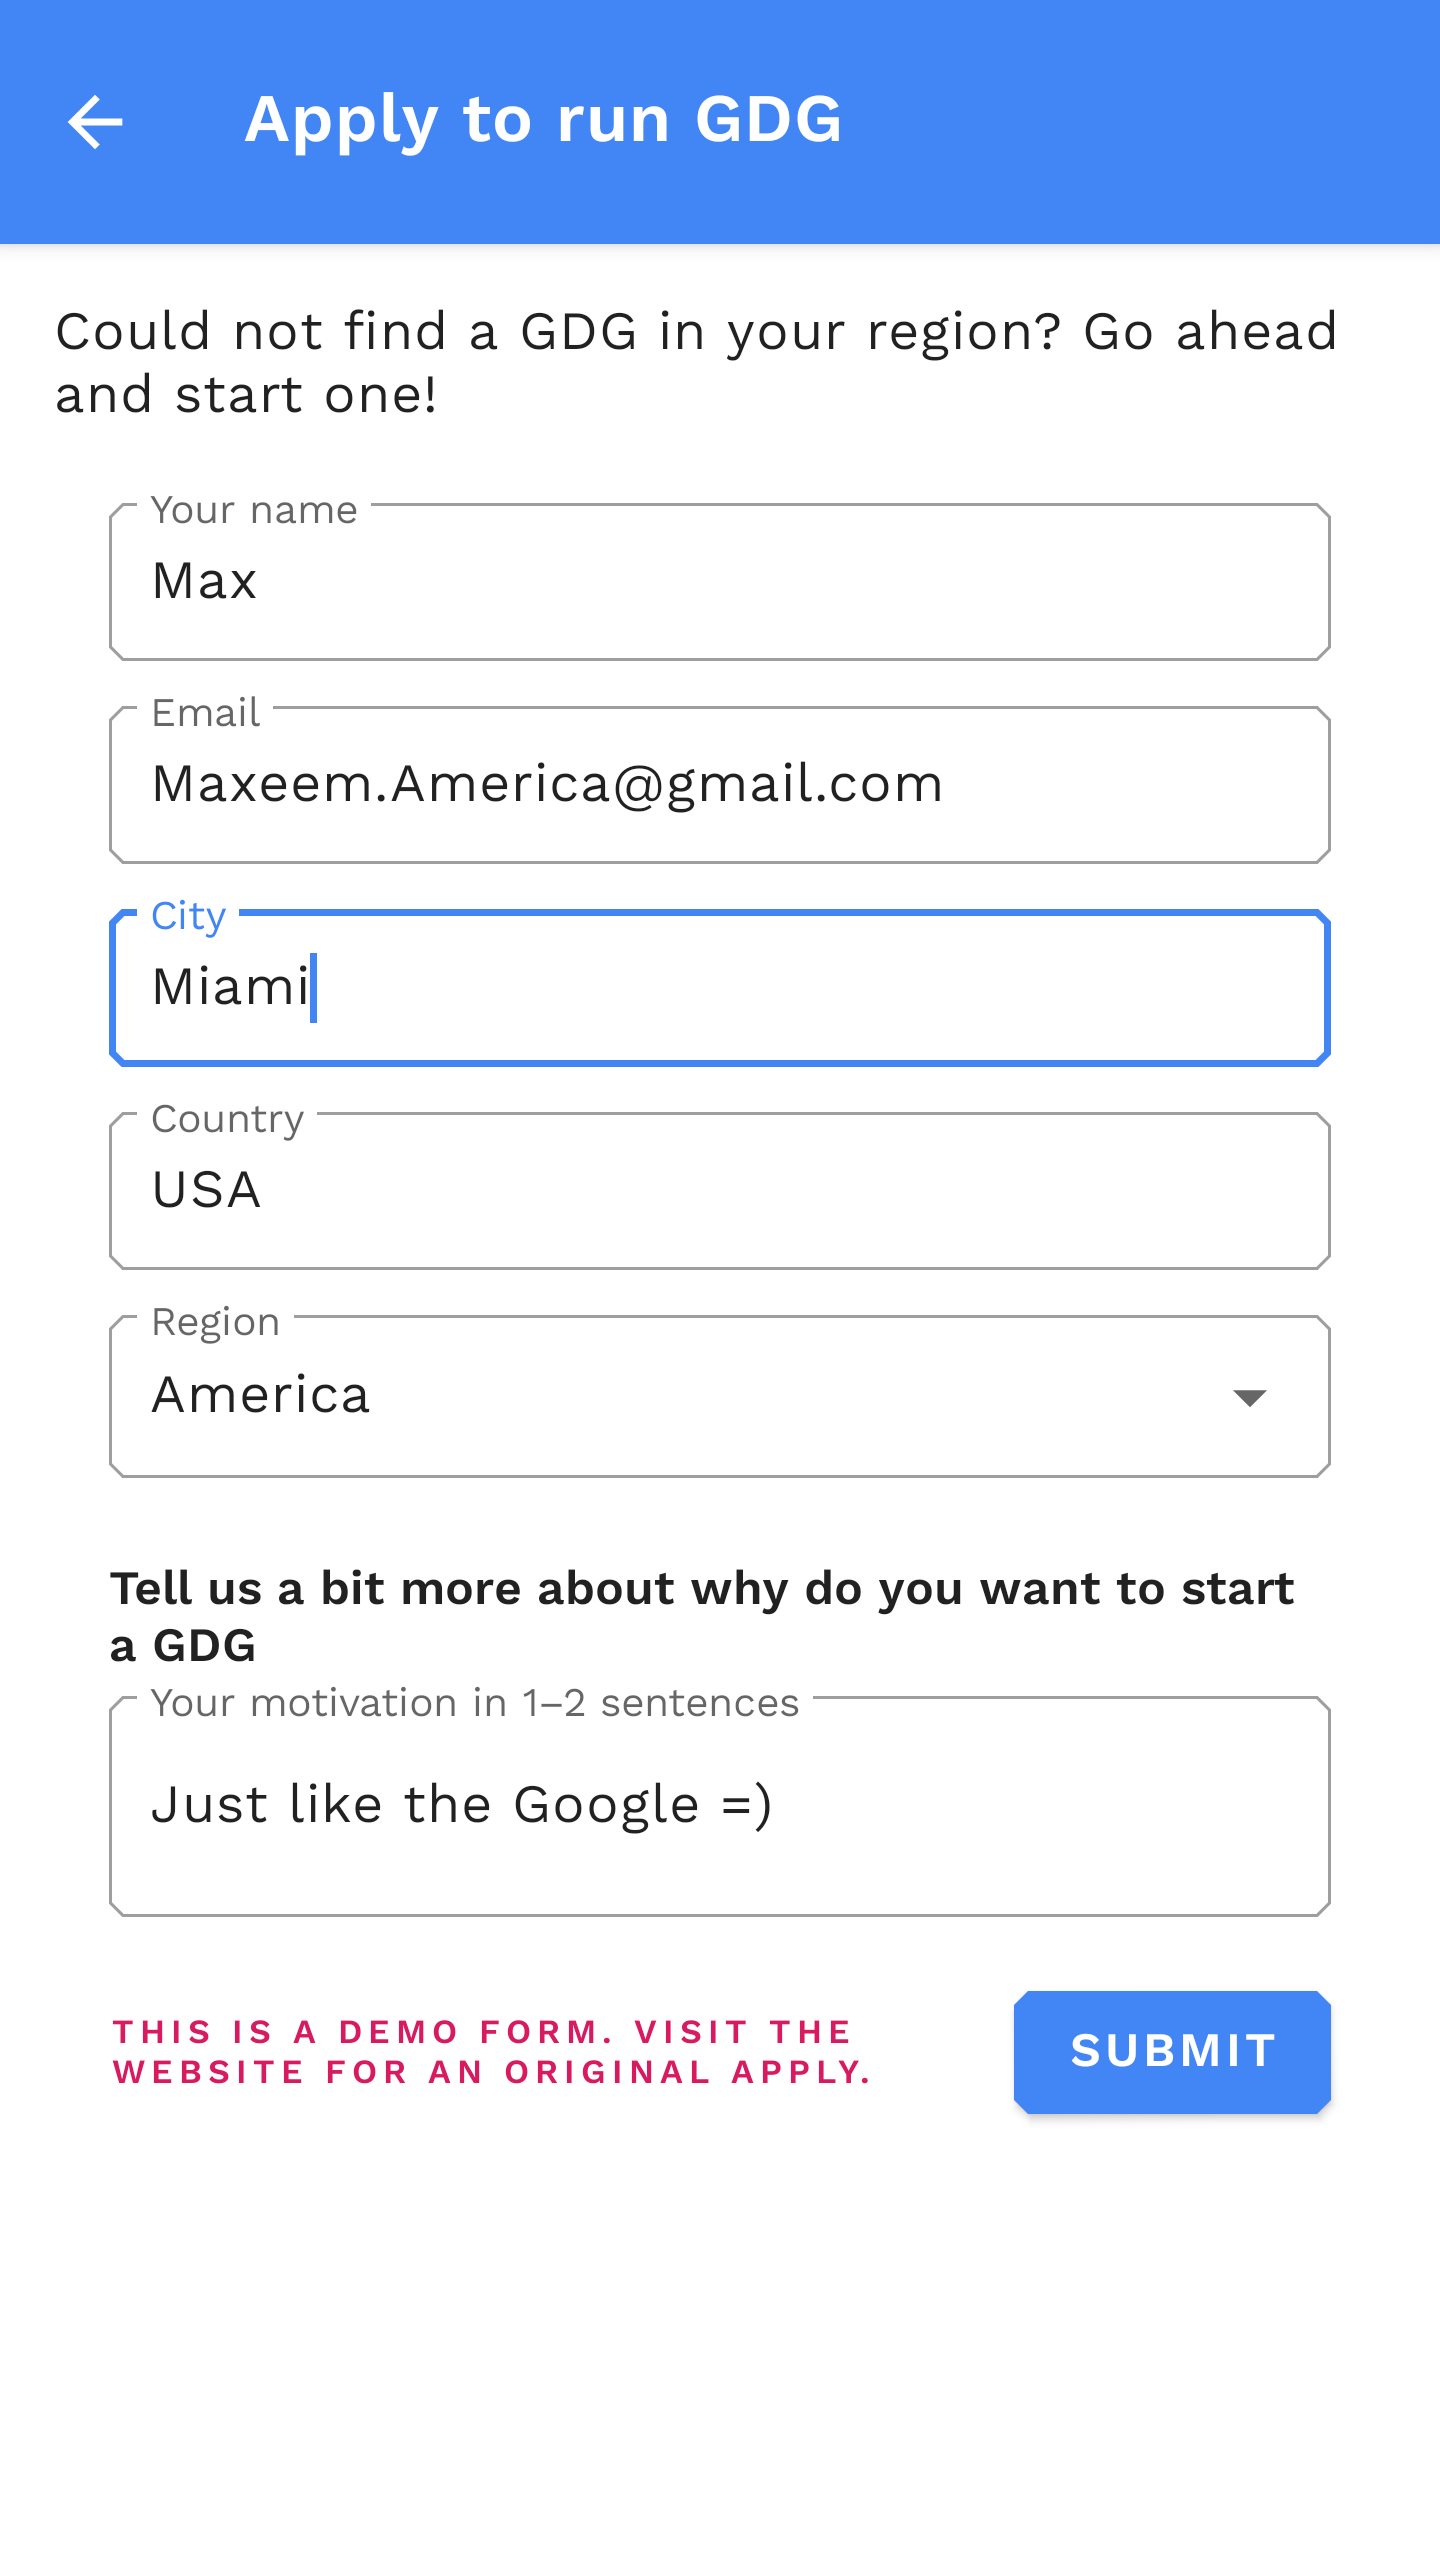 Apply to run GDG
Could not find a GDG in your region? Go ahead
and start one!
Your name
Max
Email
Maxeem.America@gmail.com
City
Miami
Country
USA
Region
America
Tell us a bit more about why do you want to start
a GDG
Your motivation in 1–2 sentences
Just like the Google =)
THIS IS A DEMO FORM. VISIT THE
WEBSITE FOR AN ORIGINAL APPLY.
SUBMIT